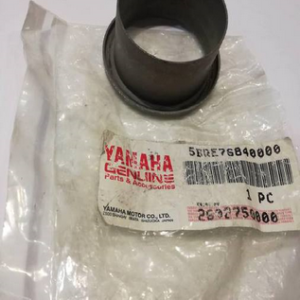 YAMAHA
GENUINE
Parts & Accessories
YAMAHA MOTOR CO., LTD.
5BRE76840000
1 PC